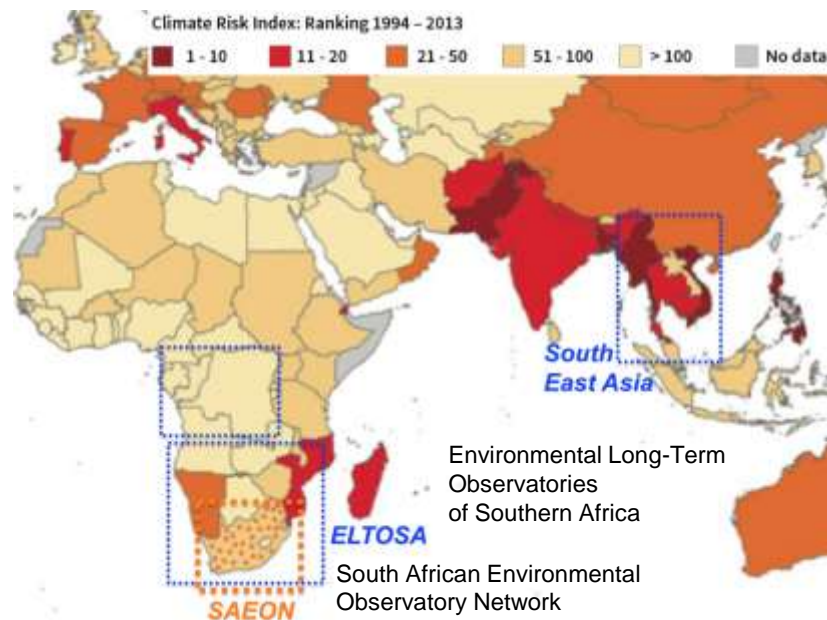 Climate Risk Index: Ranking 1994 – 2013
1 - 10 11 - 20 21 - 50 51 - 100 > 100 No data
South
East Asia
Environmental Long-Term
Observatories
of Southern Africa
ELTOSA
South African Environmental
Observatory Network
SAEON